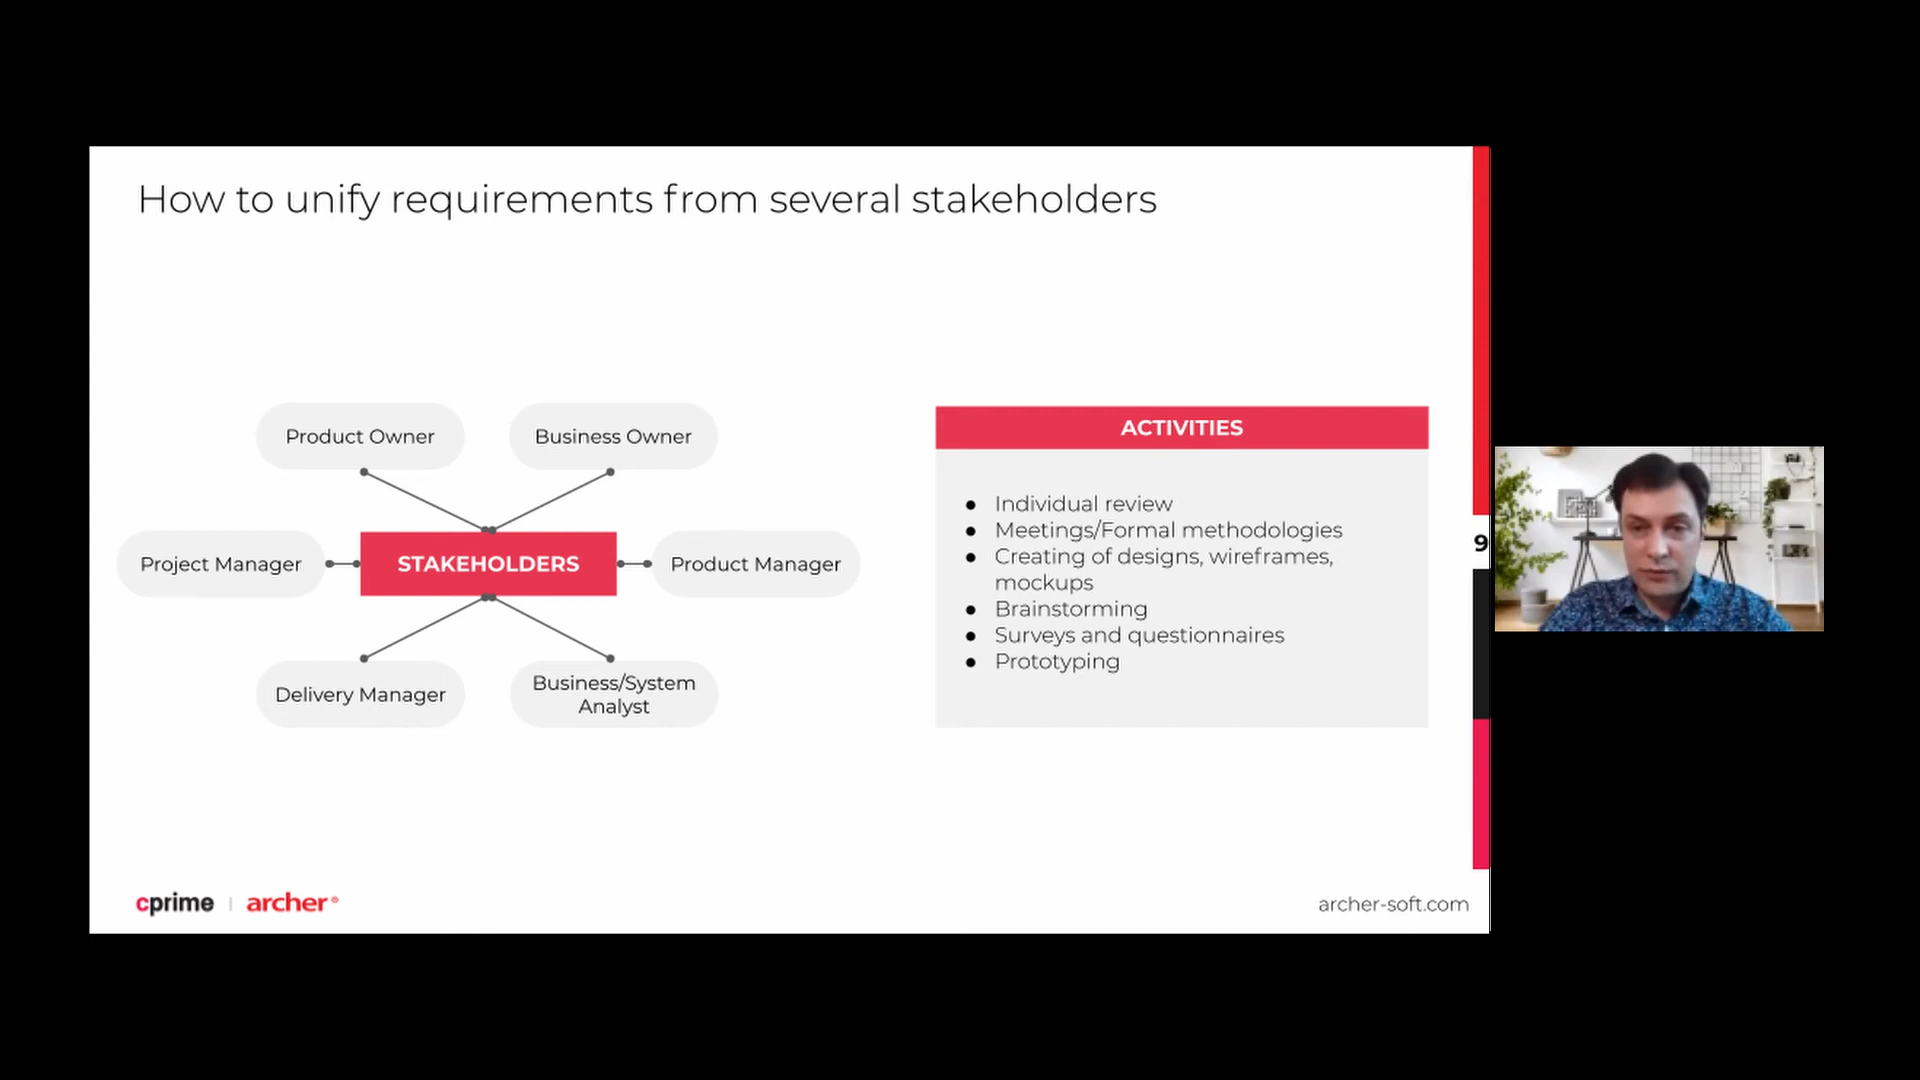 How to unify requirements from several stakeholders
Product Owner
Business Owner
Project Manager
STAKEHOLDERS
Product Manager
Delivery Manager
Business/System
Analyst
ACTIVITIES
● Individual review
● Meetings/Formal methodologies
● Creating of designs, wireframes,
mockups
● Brainstorming
● Surveys and questionnaires
● Prototyping
9
cprime | archer®
archer-soft.com